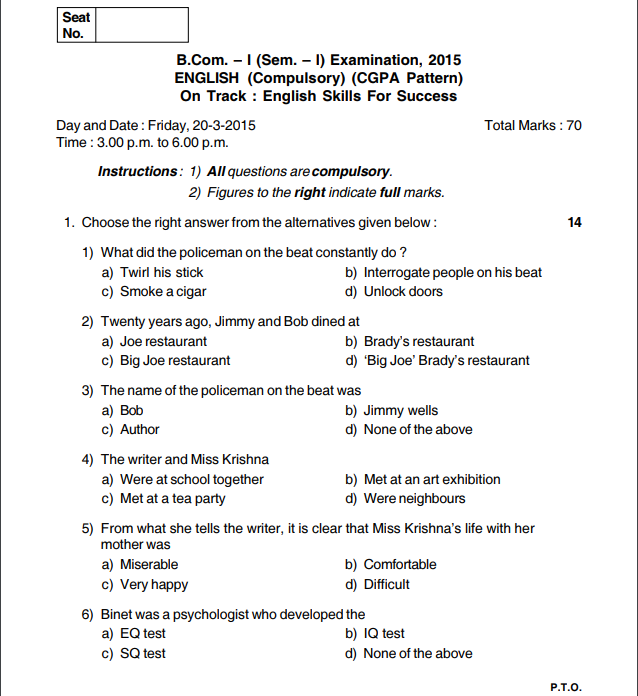 Seat
No.
B.Com. – I (Sem. – I) Examination, 2015
ENGLISH (Compulsory) (CGPA Pattern)
On Track : English Skills For Success
Day and Date : Friday, 20-3-2015 Total Marks : 70
Time : 3.00 p.m. to 6.00 p.m.
Instructions : 1) All questions are compulsory.
2) Figures to the right indicate full marks.
1. Choose the right answer from the alternatives given below : 14
1) What did the policeman on the beat constantly do ?
a) Twirl his stick b) Interrogate people on his beat
c) Smoke a cigar d) Unlock doors
2) Twenty years ago, Jimmy and Bob dined at
a) Joe restaurant b) Brady's restaurant
c) Big Joe restaurant d) 'Big Joe' Brady's restaurant
3) The name of the policeman on the beat was
a) Bob b) Jimmy wells
c) Author d) None of the above
4) The writer and Miss Krishna
a) Were at school together b) Met at an art exhibition
c) Met at a tea party d) Were neighbours
5) From what she tells the writer, it is clear that Miss Krishna's life with her
mother was
a) Miserable b) Comfortable
c) Very happy d) Difficult
6) Binet was a psychologist who developed the
a) EQ test b) IQ test
c) SQ test d) None of the above
P.T.O.